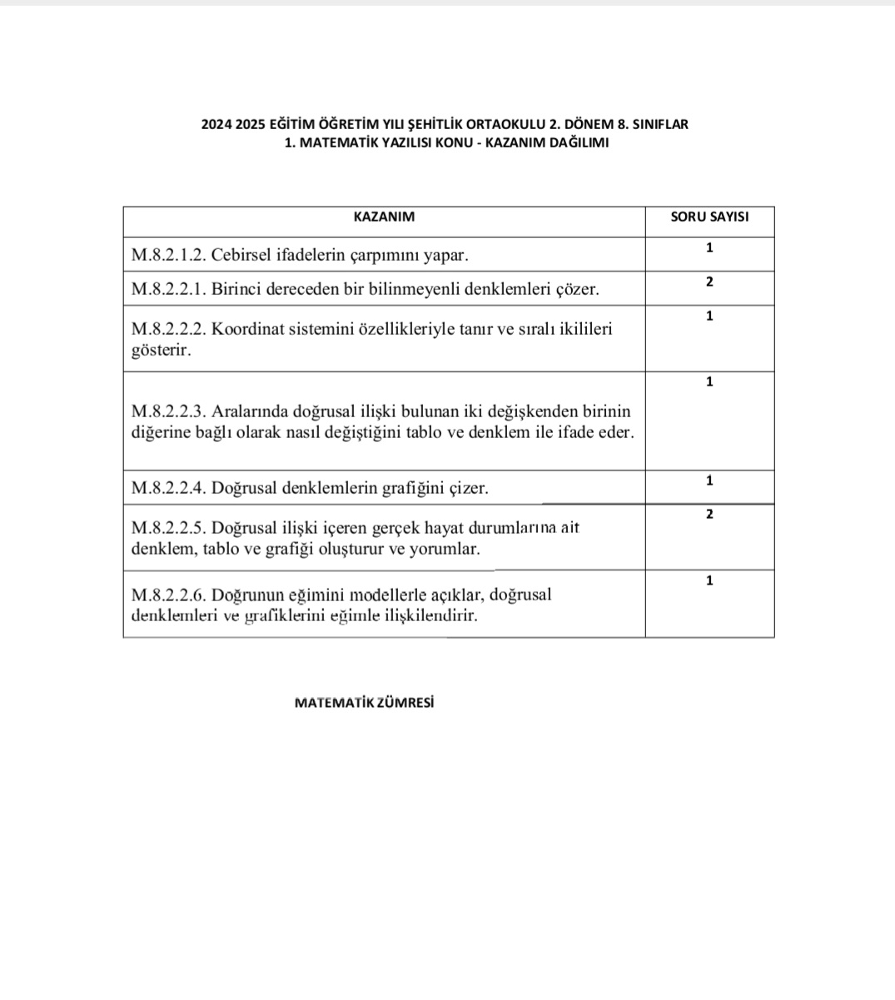 2024 2025 EĞİTİM ÖĞRETİM YILI ŞEHİTLİK ORTAOKULU 2. DÖNEM 8. SINIFLAR
1. MATEMATİK YAZILISI KONU - KAZANIM DAĞILIMI
KAZANIM SORU SAYISI
M.8.2.1.2. Cebirsel ifadelerin çarpımını yapar. 1
M.8.2.2.1. Birinci dereceden bir bilinmeyenli denklemleri çözer. 2
M.8.2.2.2. Koordinat sistemini özellikleriyle tanır ve sıralı ikilileri 1
gösterir.
M.8.2.2.3. Aralarında doğrusal ilişki bulunan iki değişkenden birinin 1
diğerine bağlı olarak nasıl değiştiğini tablo ve denklem ile ifade eder.
M.8.2.2.4. Doğrusal denklemlerin grafiğini çizer. 1
M.8.2.2.5. Doğrusal ilişki içeren gerçek hayat durumlarına ait 2
denklem, tablo ve grafiği oluşturur ve yorumlar.
M.8.2.2.6. Doğrunun eğimini modellerle açıklar, doğrusal 1
denklemleri ve grafiklerini eğimle ilişkilendirir.
MATEMATİK ZÜMRESİ